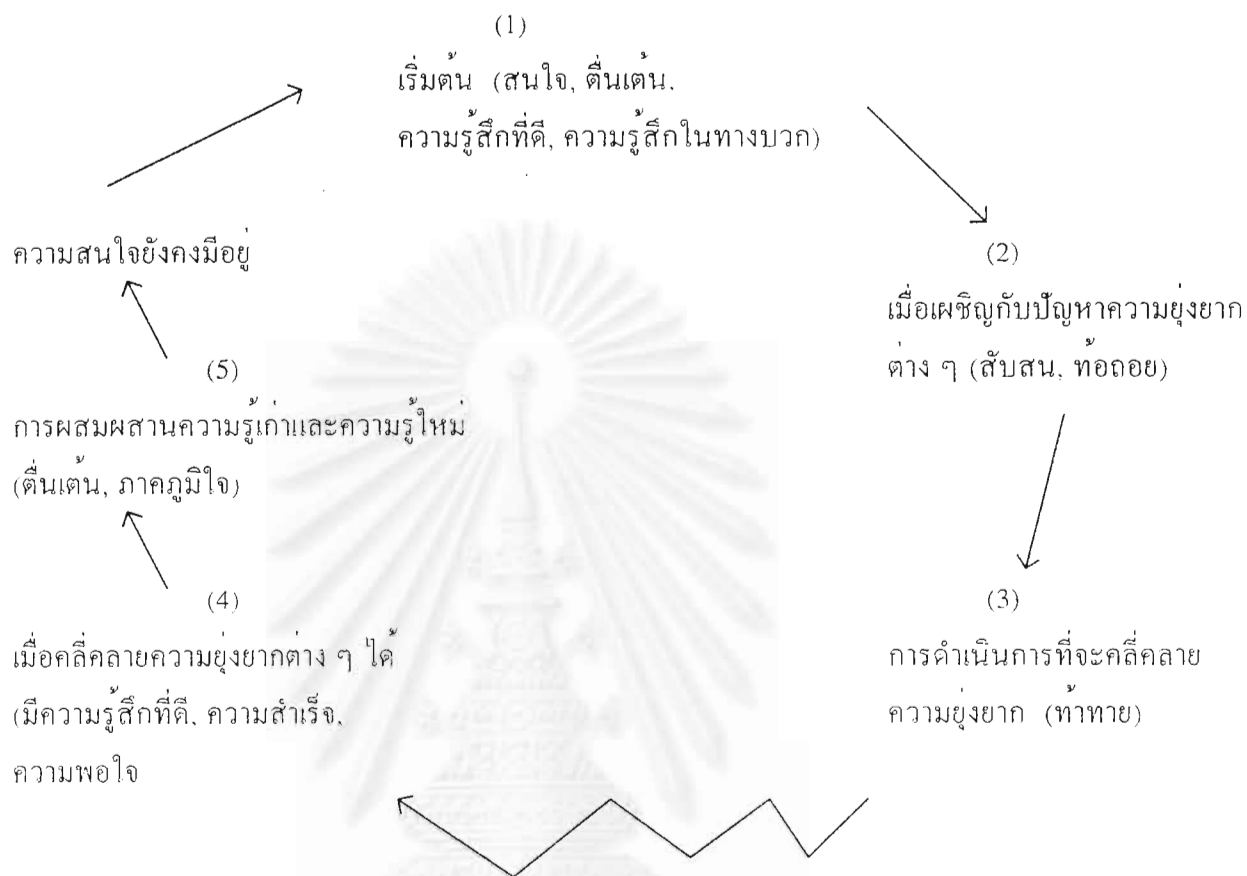 (1)
เริ่มต้น (สนใจ, ตื่นเต้น,
ความรู้สึกที่ดี, ความรู้สึกในทางบวก)
(2)
เมื่อเผชิญกับปัญหาความยุ่งยาก
ต่าง ๆ (สับสน, ท้อถอย)
(3)
การดำเนินการที่จะคลี่คลาย
ความยุ่งยาก (ท้าทาย)
(4)
เมื่อคลี่คลายความยุ่งยากต่าง ๆ ได้
(มีความรู้สึกที่ดี, ความสำเร็จ,
ความพอใจ
(5)
การผสมผสานความรู้เก่าและความรู้ใหม่
(ตื่นเต้น, ภาคภูมิใจ)
ความสนใจยังคงมีอยู่